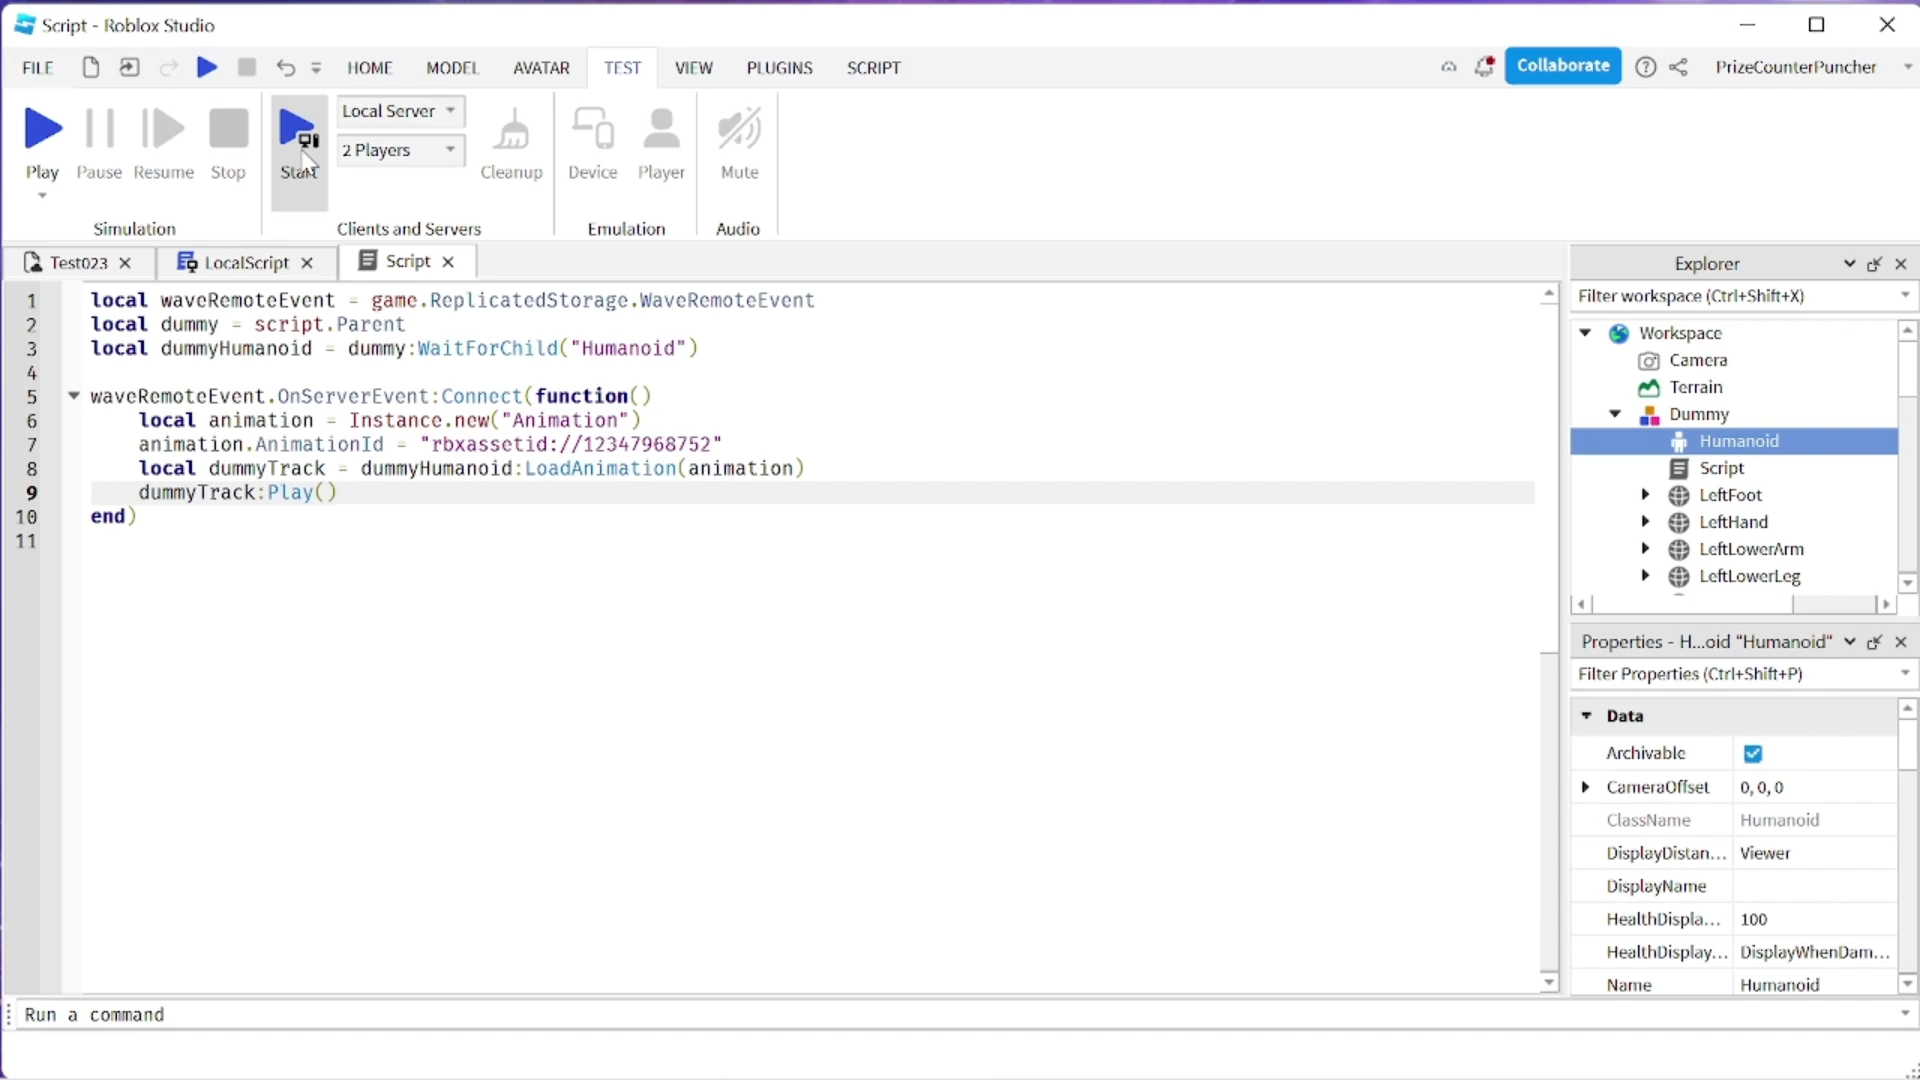 Script - Roblox Studio
FILE HOME MODEL AVATAR TEST VIEW PLUGINS SCRIPT Collaborate PrizeCounterPuncher
Play Pause Resume Stop Start Local Server 2 Players Cleanup Device Player Mute
Simulation Clients and Servers Emulation Audio
Test023 LocalScript Script
1 local waveRemoteEvent = game.ReplicatedStorage.WaveRemoteEvent
2 local dummy = script.Parent
3 local dummyHumanoid = dummy:WaitForChild("Humanoid")
4
5 waveRemoteEvent.OnServerEvent:Connect(function()
6 local animation = Instance.new("Animation")
7 animation.AnimationId = "rbxassetid://12347968752"
8 local dummyTrack = dummyHumanoid:LoadAnimation(animation)
9 dummyTrack:Play()
10 end)
11
Explorer
Filter workspace (Ctrl+Shift+X)
Workspace
Camera
Terrain
Dummy
Humanoid
Script
LeftFoot
LeftHand
LeftLowerArm
LeftLowerLeg
Properties - H...oid "Humanoid"
Filter Properties (Ctrl+Shift+P)
Data
Archivable
CameraOffset 0, 0, 0
ClassName Humanoid
DisplayDistan... Viewer
DisplayName
HealthDispla... 100
HealthDisplay... DisplayWhenDam...
Name Humanoid
Run a command